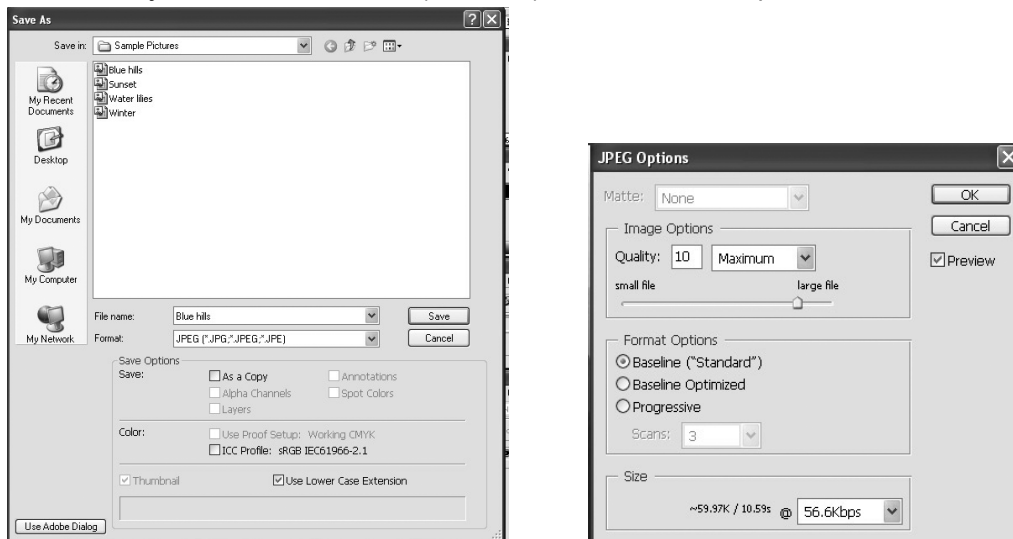 Save As
Save in: Sample Pictures
Blue hills
Sunset
Water lilies
Winter
My Recent Documents
Desktop
My Documents
My Computer
My Network
File name: Blue hills Save
Format: JPEG (*.JPG;*.JPEG;*.JPE) Cancel
Save Options
Save: As a Copy Annotations
Alpha Channels Spot Colors
Layers
Color: Use Proof Setup: Working CMYK
ICC Profile: sRGB IEC61966-2.1
Thumbnail Use Lower Case Extension
Use Adobe Dialog
JPEG Options
Matte: None OK
Cancel
Image Options
Quality: 10 Maximum Preview
small file large file
Format Options
Baseline ("Standard")
Baseline Optimized
Progressive
Scans: 3
Size
~59.97K / 10.59s @ 56.6Kbps